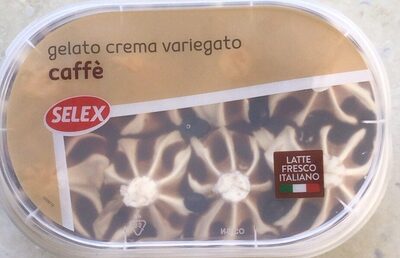 gelato crema variegato
caffè
SELEX
LATTE
FRESCO
ITALIANO